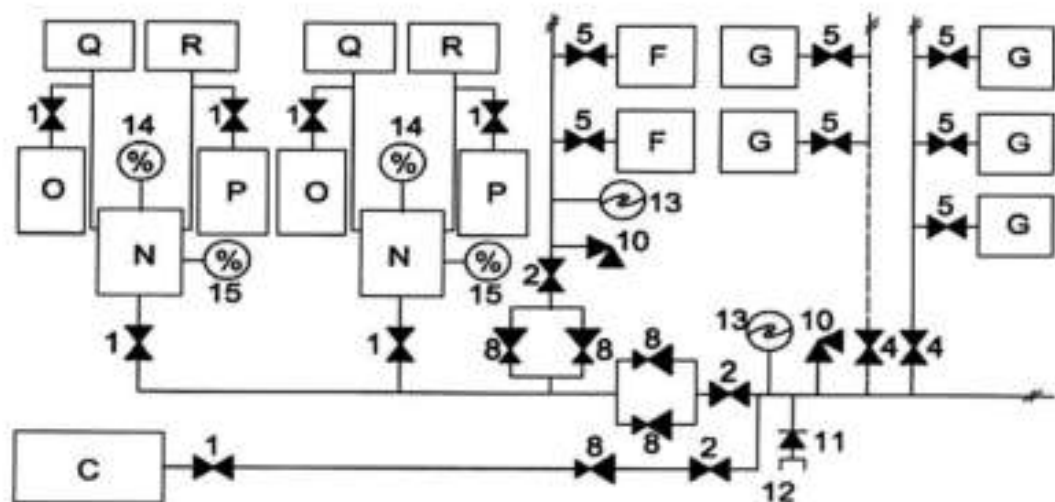 Q R Q R 5 F G 5 5 G
1 14 1 1 14 1
O % P O % P 5 F G 5 5 G
13 5 G
N % N % 10
15 15 2
1 1 8 8 13 10 4 4
8 2
8
C 1 8 2 11
12